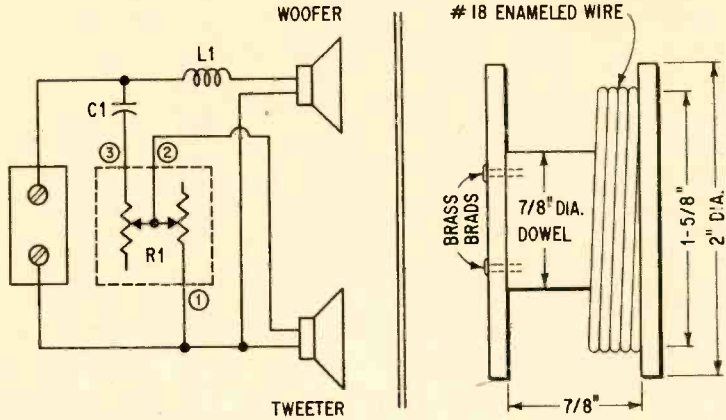 WOOFER
L1
C1
3
2
R1
1
TWEETER
# 18 ENAMELED WIRE
BRASS
BRADS
7/8" DIA.
DOWEL
1-5/8"
2" DIA.
7/8"